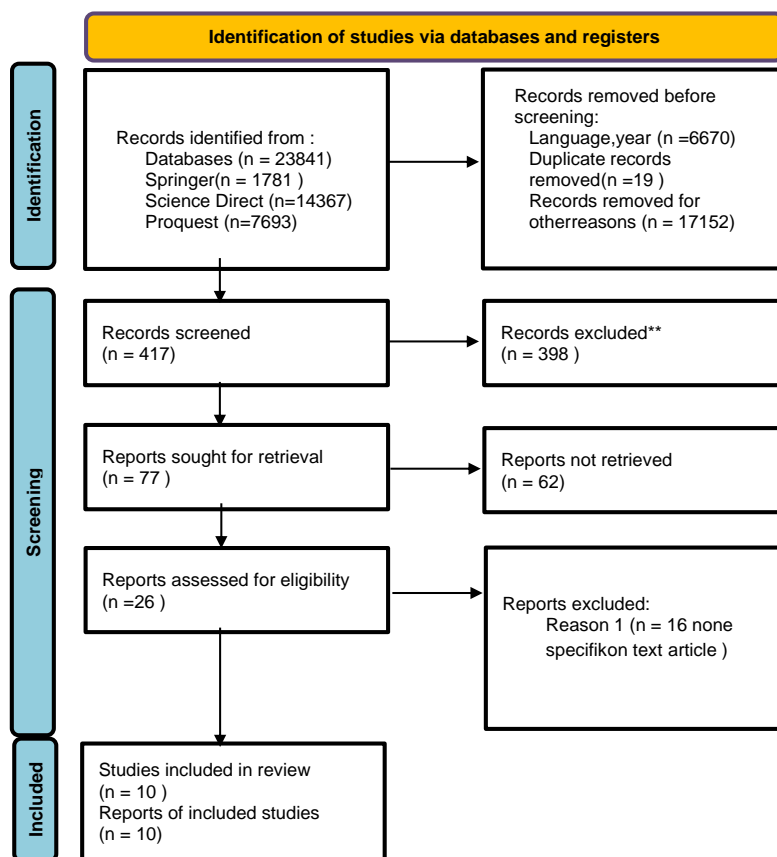 Identification of studies via databases and registers
Identification
Records identified from :
Databases (n = 23841)
Springer(n = 1781 )
Science Direct (n=14367)
Proquest (n=7693)
Records removed before
screening:
Language,year (n =6670)
Duplicate records
removed(n =19 )
Records removed for
otherreasons (n = 17152)
Screening
Records screened
(n = 417)
Records excluded**
(n = 398 )
Reports sought for retrieval
(n = 77 )
Reports not retrieved
(n = 62)
Reports assessed for eligibility
(n =26 )
Reports excluded:
Reason 1 (n = 16 none
specifikon text article )
Included
Studies included in review
(n = 10 )
Reports of included studies
(n = 10)